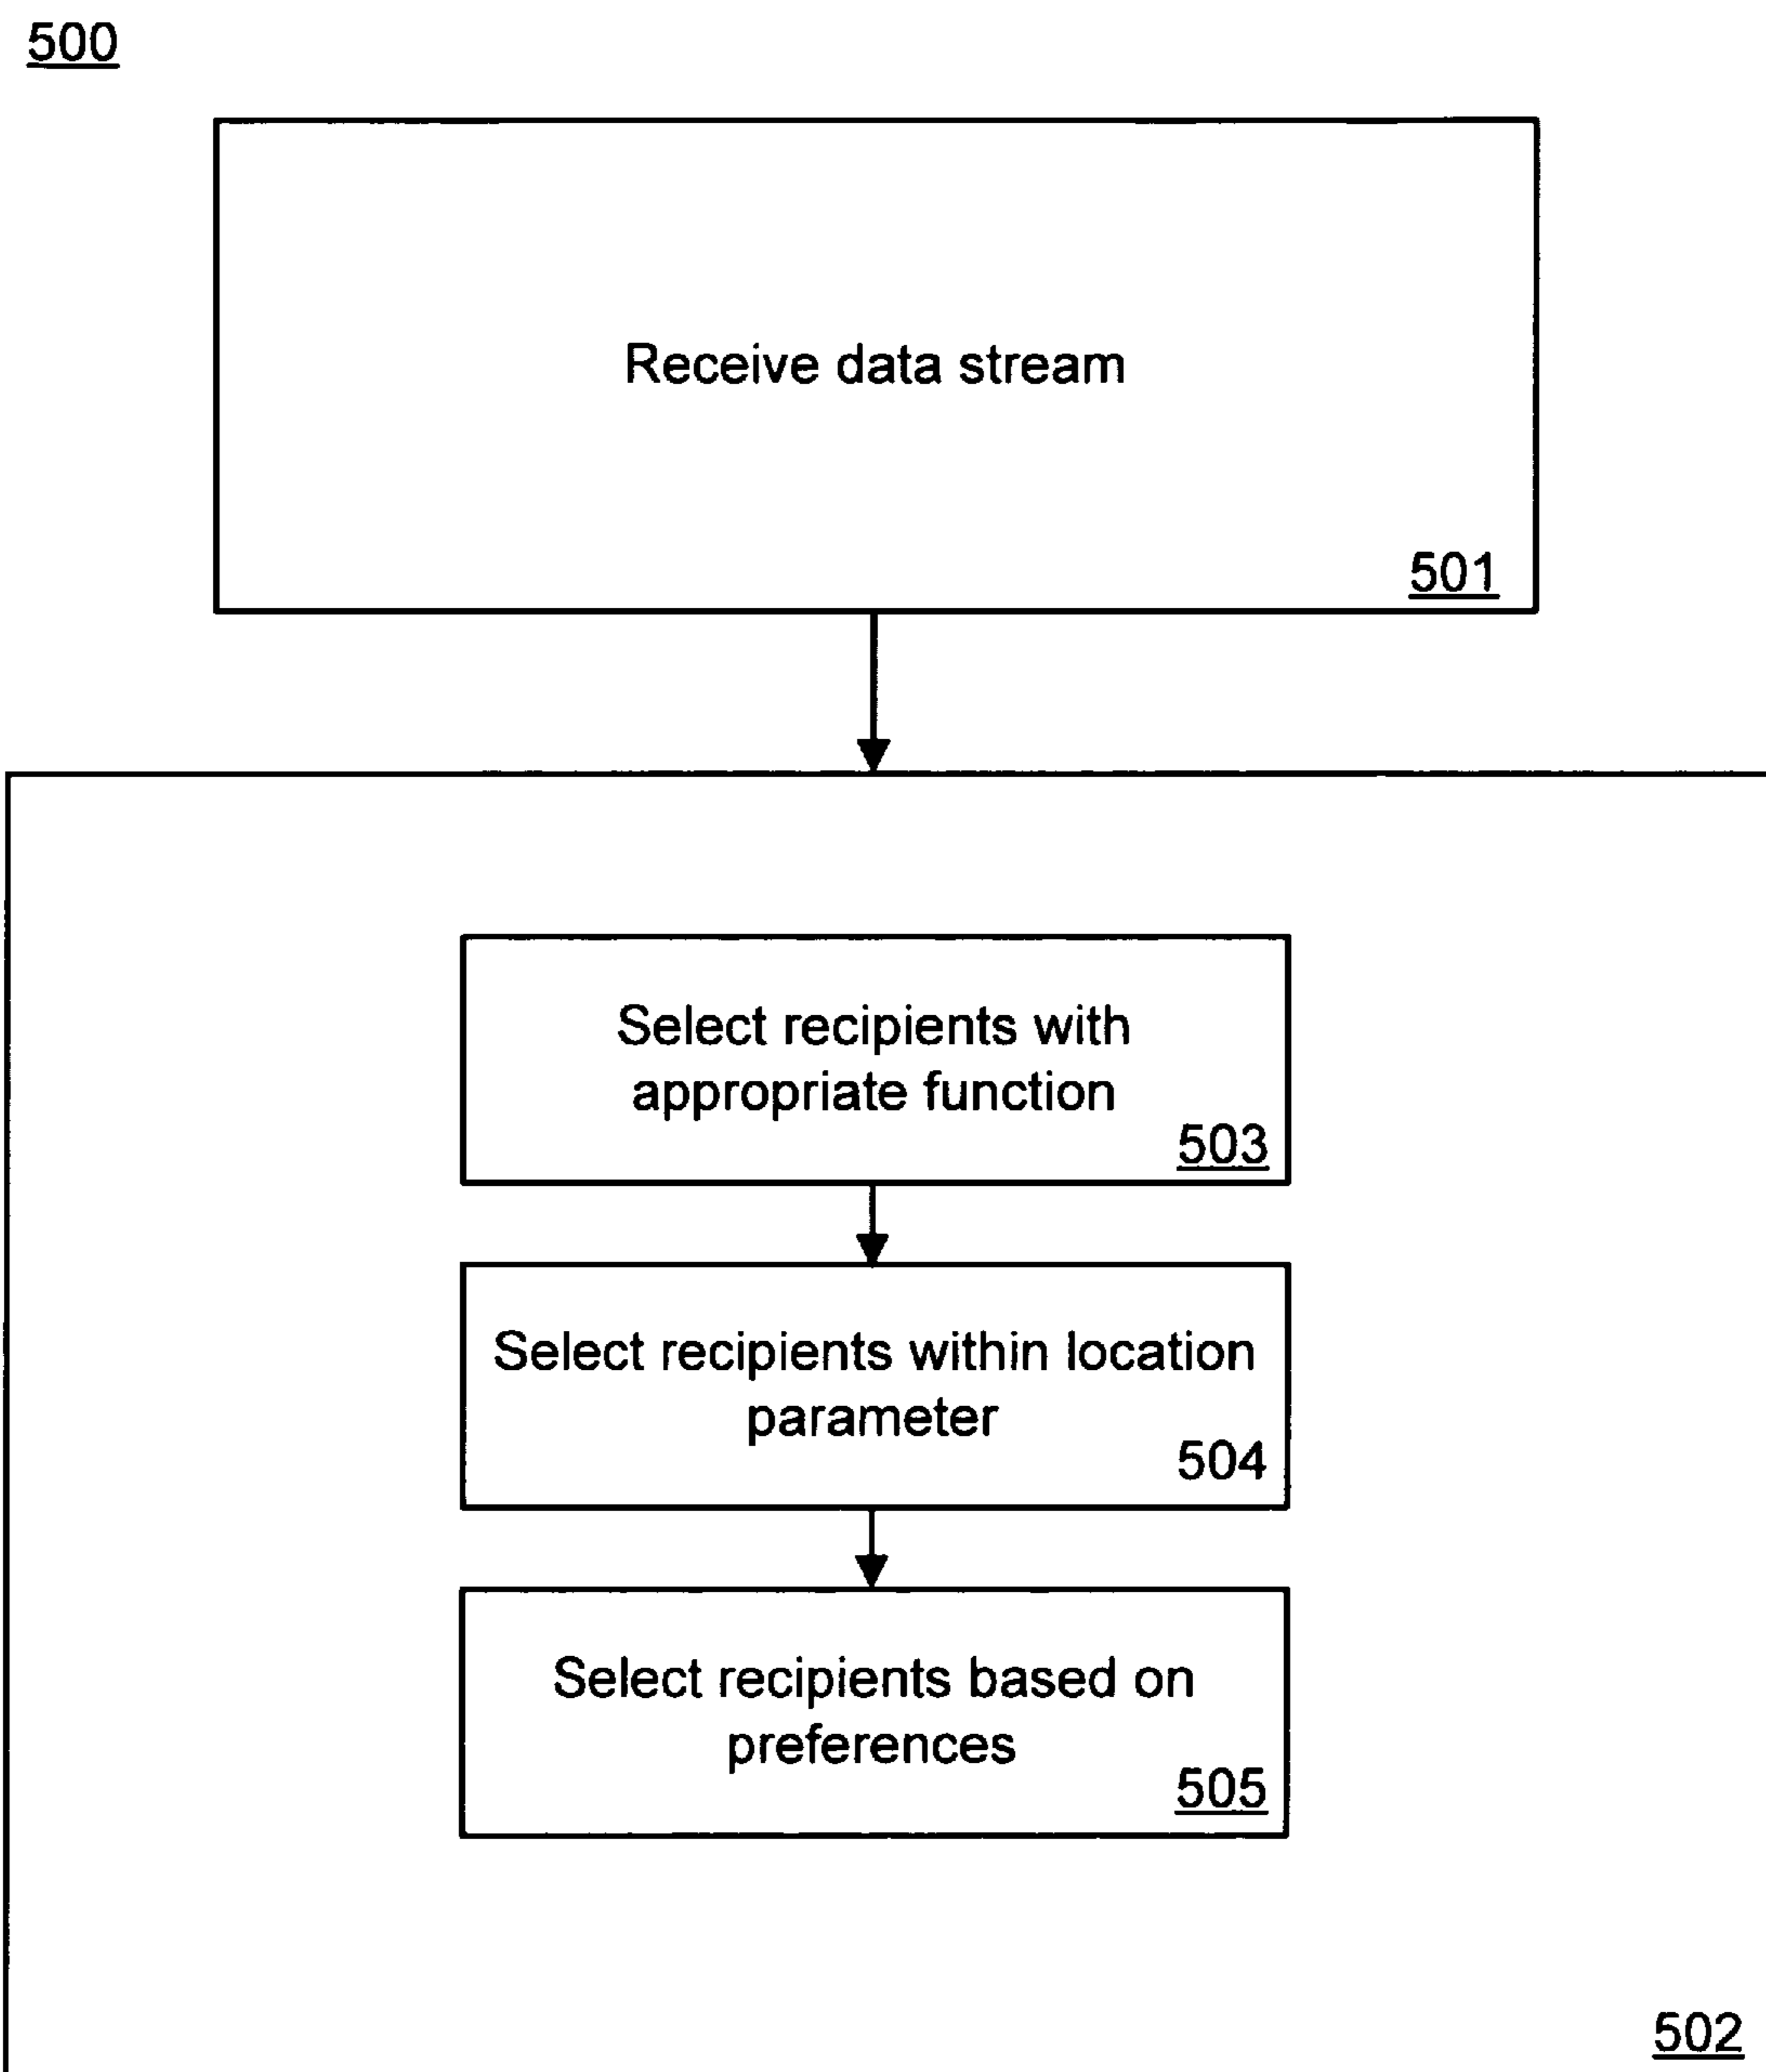 500
Receive data stream
501
Select recipients with
appropriate function
503
Select recipients within location
parameter
504
Select recipients based on
preferences
505
502